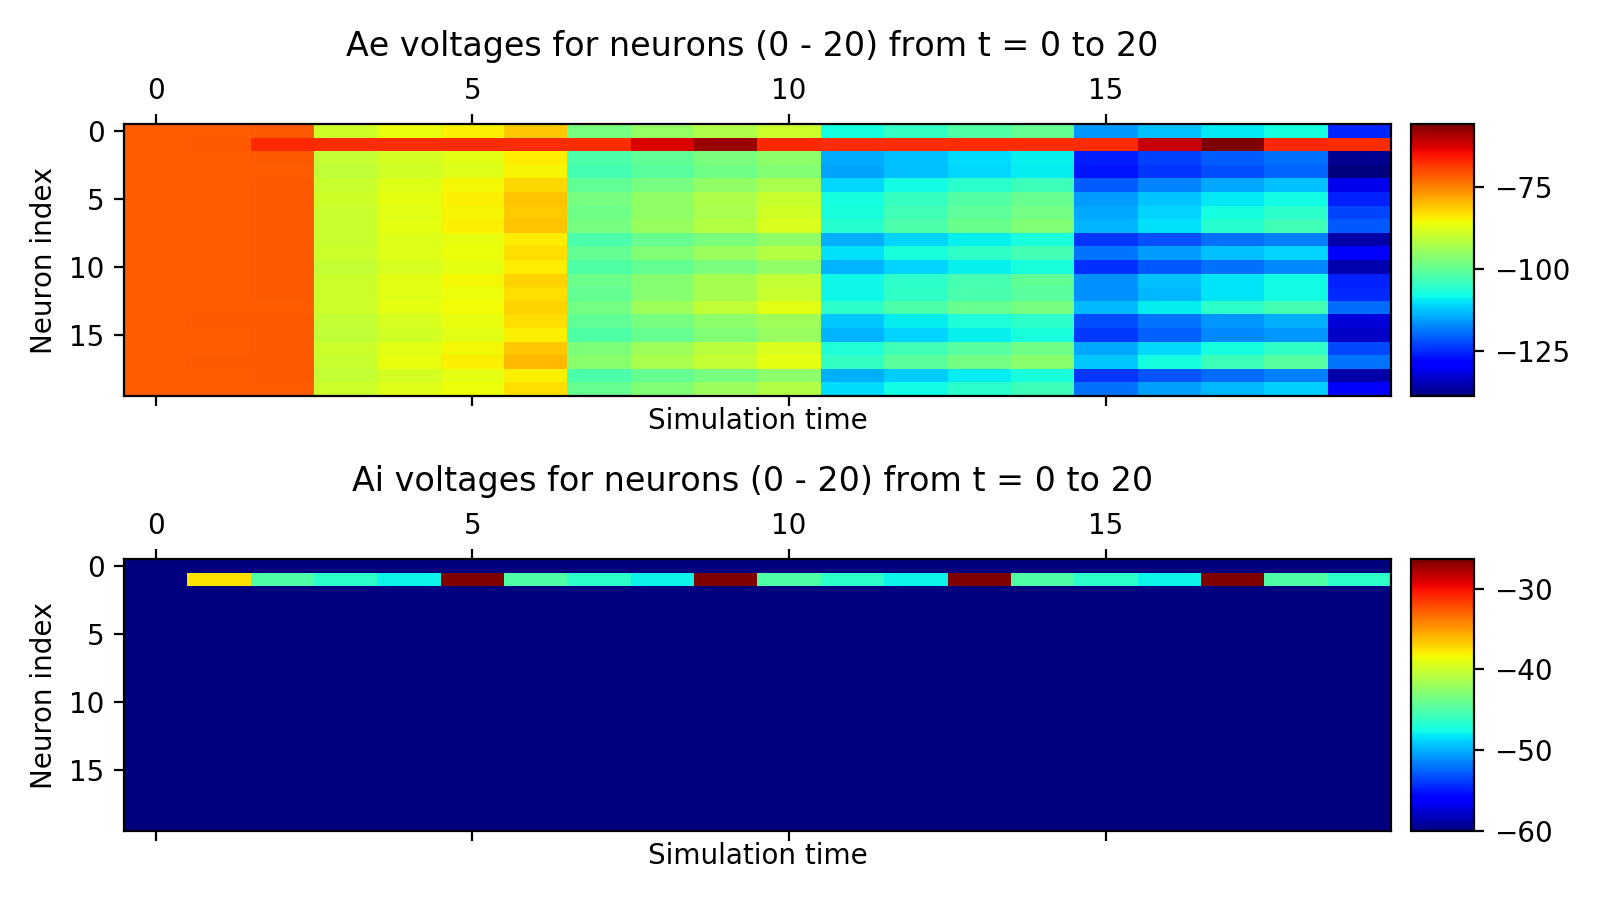 Ae voltages for neurons (0 - 20) from t = 0 to 20
0 5 10 15
Neuron index
0
5
10
15
Simulation time
−75
−100
−125
Ai voltages for neurons (0 - 20) from t = 0 to 20
0 5 10 15
Neuron index
0
5
10
15
Simulation time
−30
−40
−50
−60